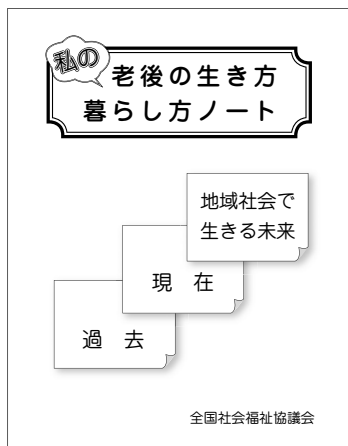 私の
老後の生き方
暮らし方ノート
地域社会で
生きる未来
現 在
過 去
全国社会福祉協議会